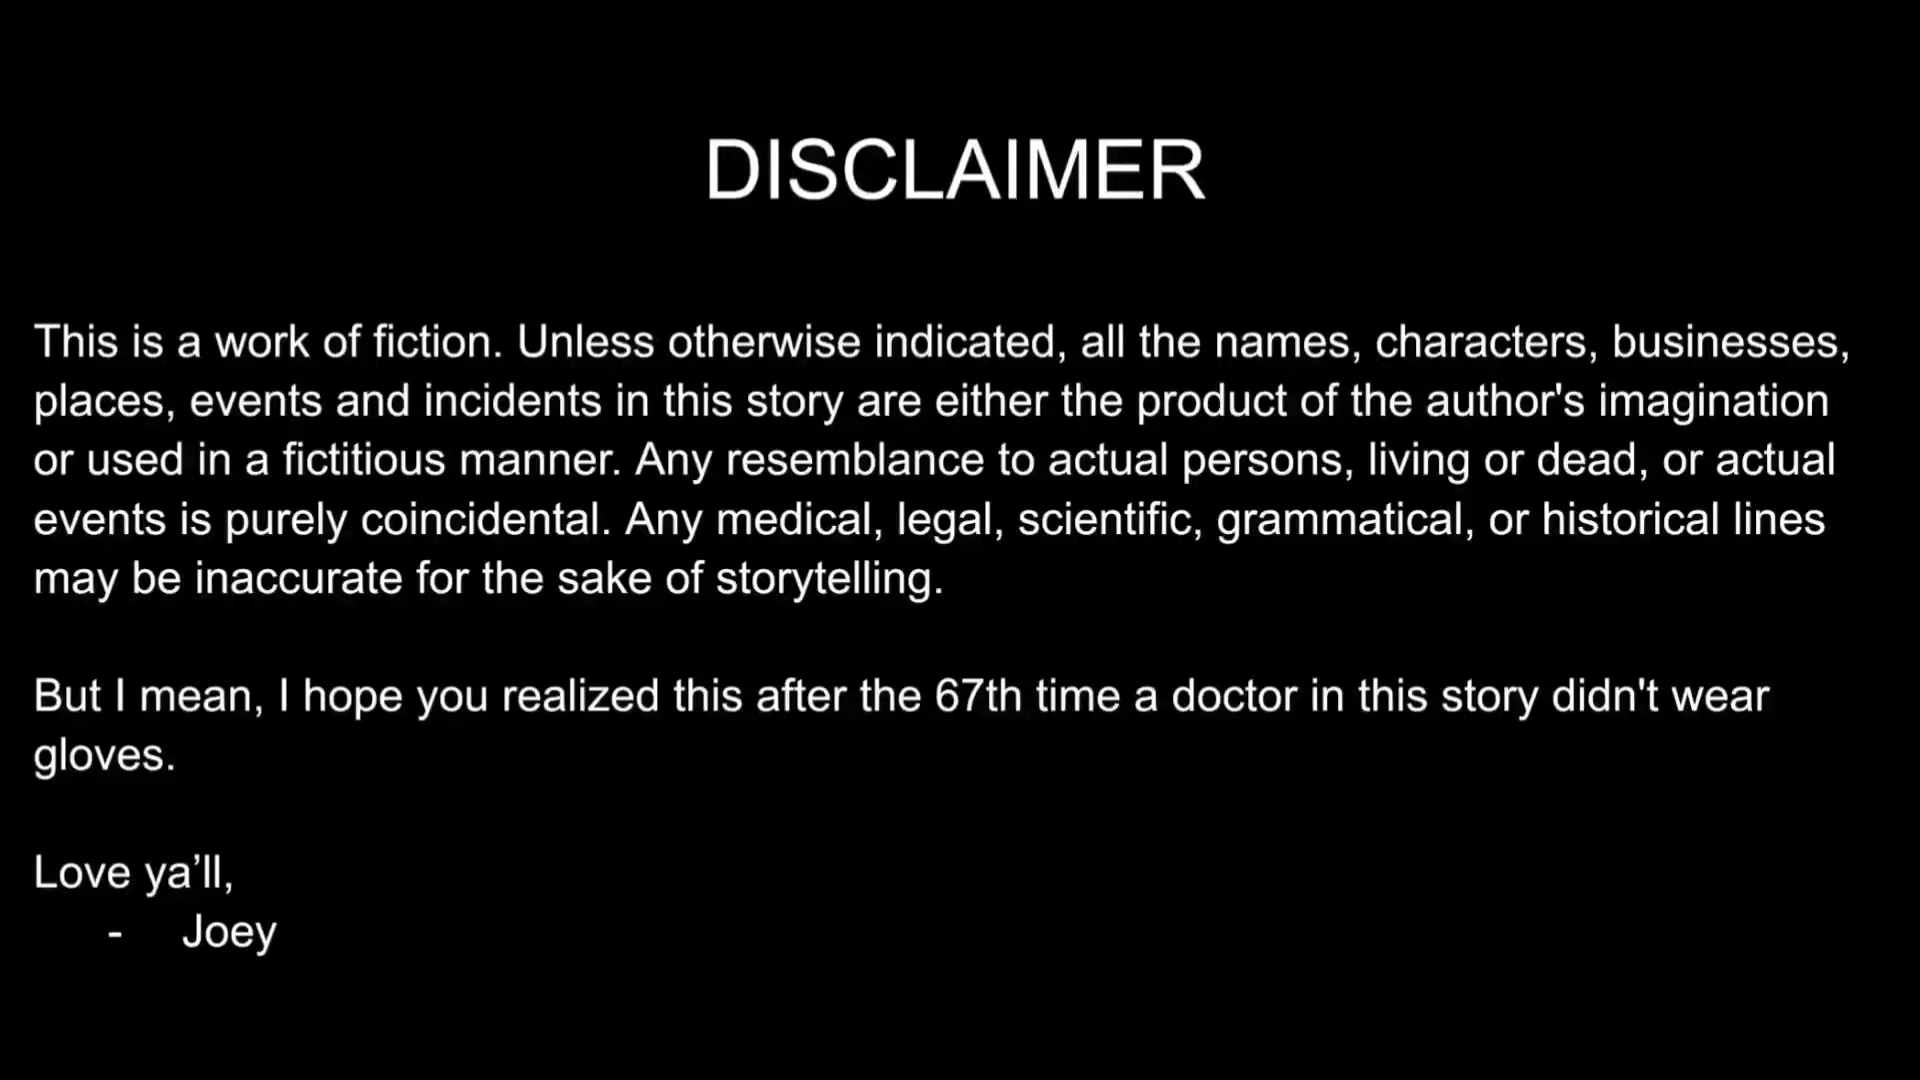 DISCLAIMER
This is a work of fiction. Unless otherwise indicated, all the names, characters, businesses,
places, events and incidents in this story are either the product of the author's imagination
or used in a fictitious manner. Any resemblance to actual persons, living or dead, or actual
events is purely coincidental. Any medical, legal, scientific, grammatical, or historical lines
may be inaccurate for the sake of storytelling.
But I mean, I hope you realized this after the 67th time a doctor in this story didn't wear
gloves.
Love ya’ll,
- Joey